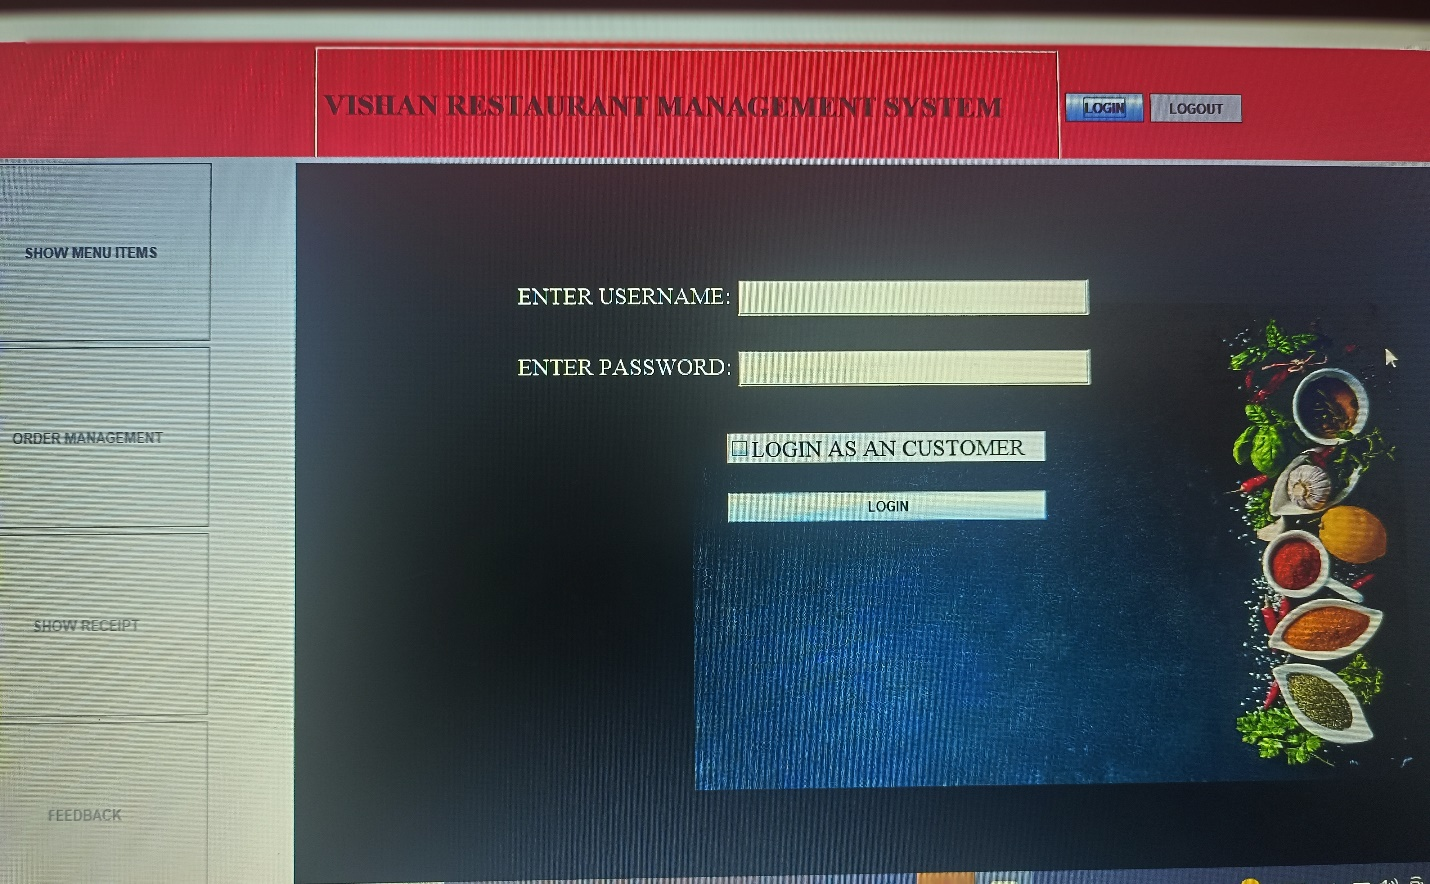 VISHAN RESTAURANT MANAGEMENT SYSTEM
LOGIN
LOGOUT
SHOW MENU ITEMS
ORDER MANAGEMENT
SHOW RECEIPT
FEEDBACK
ENTER USERNAME:
ENTER PASSWORD:
LOGIN AS AN CUSTOMER
LOGIN